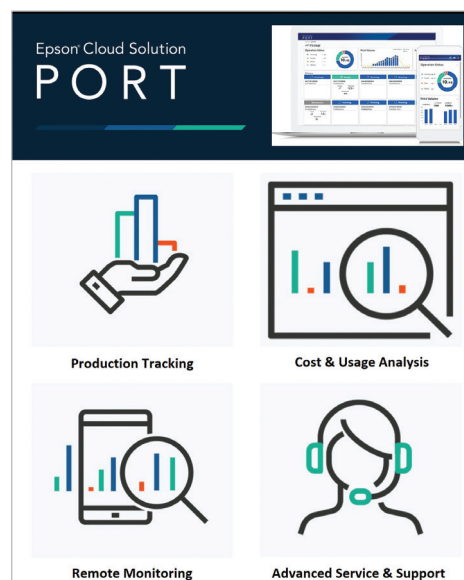 Epson® Cloud Solution
PORT
Production Tracking
Cost & Usage Analysis
Remote Monitoring
Advanced Service & Support